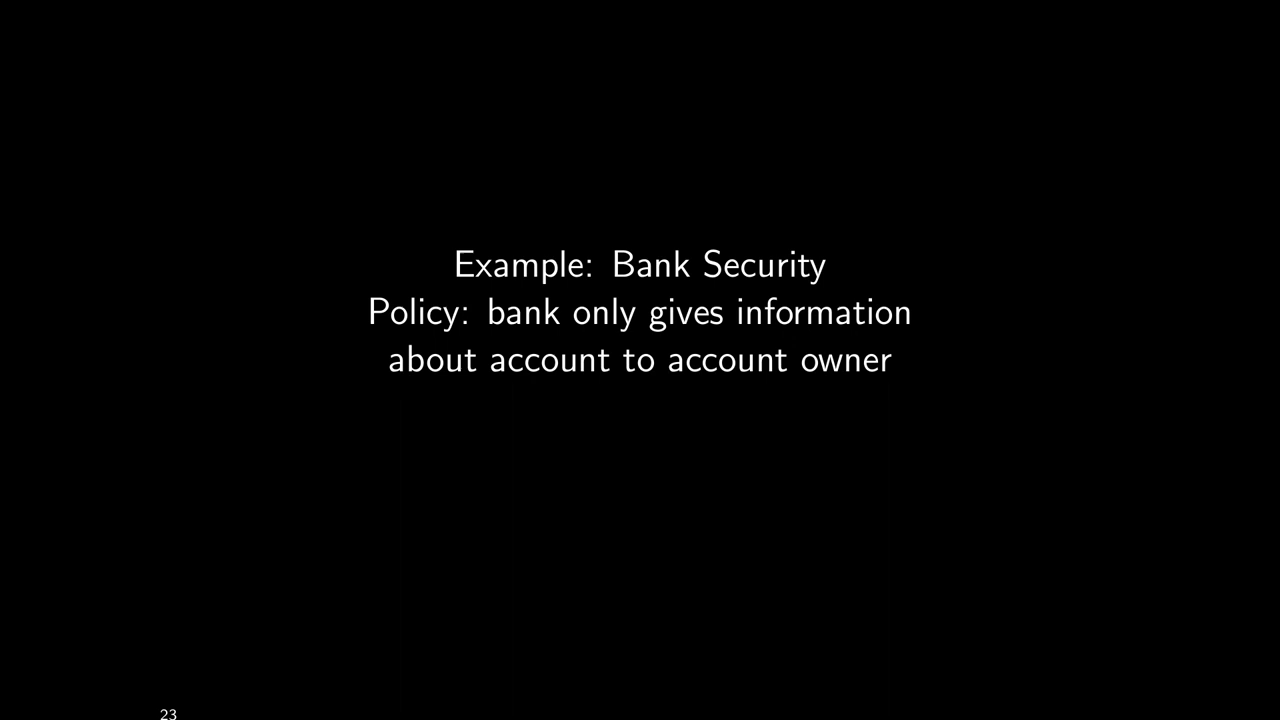 Example: Bank Security
Policy: bank only gives information
about account to account owner
23